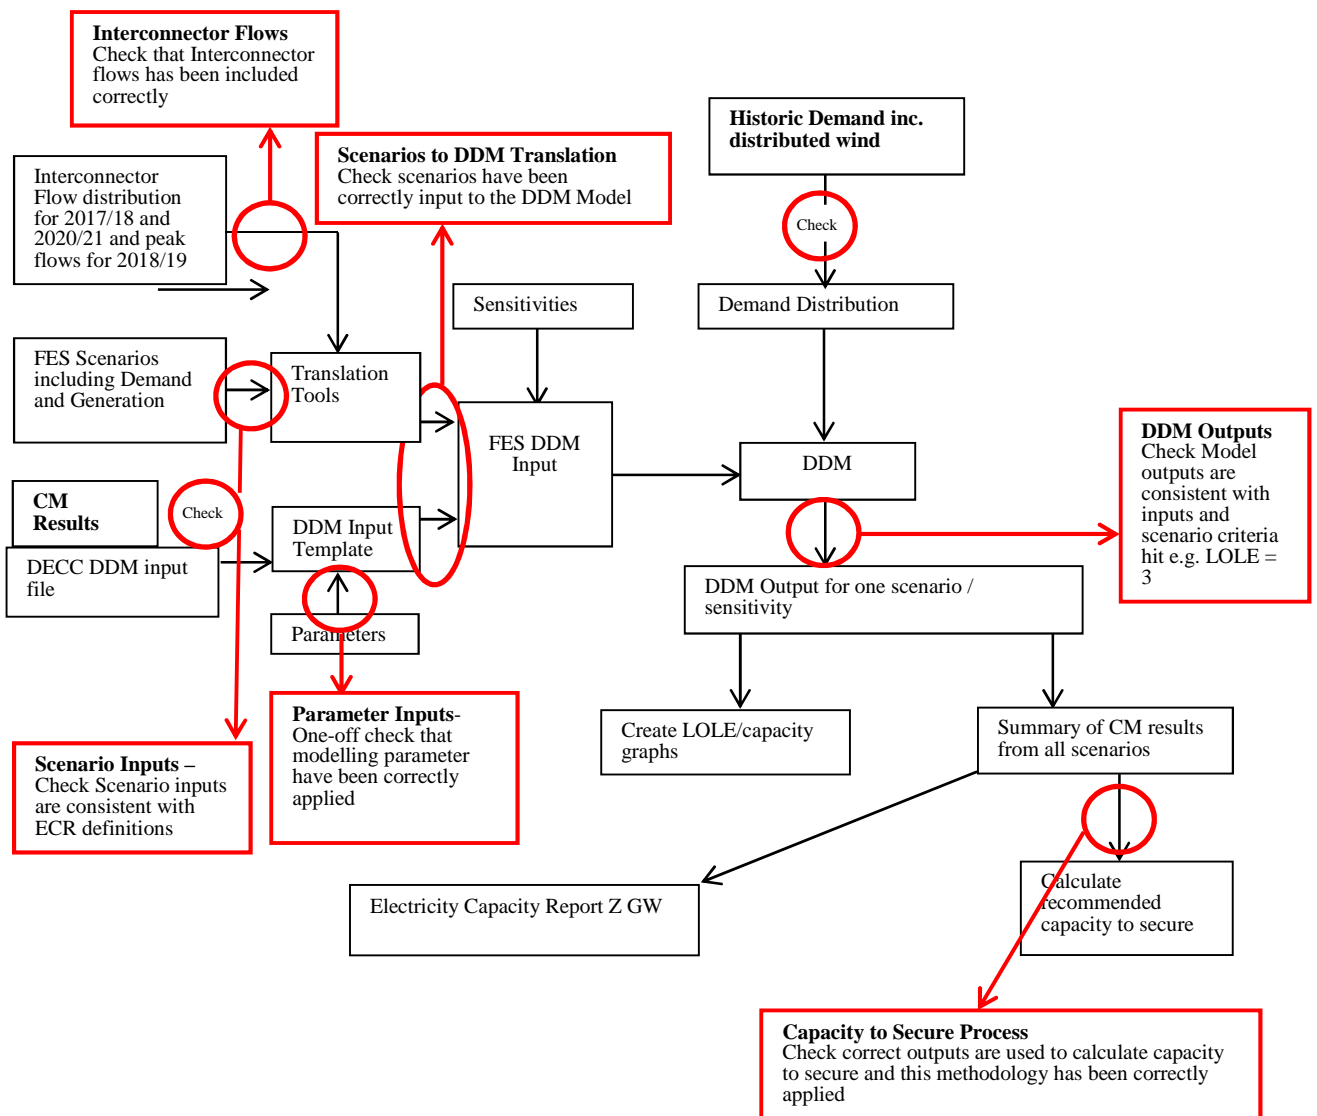 Interconnector Flows
Check that Interconnector
flows has been included
correctly
Historic Demand inc.
distributed wind
Scenarios to DDM Translation
Check scenarios have been
correctly input to the DDM Model
Interconnector
Flow distribution
for 2017/18 and
2020/21 and peak
flows for 2018/19
Check
Sensitivities
Demand Distribution
FES Scenarios
including Demand
and Generation
Translation
Tools
FES DDM
Input
DDM
DDM Outputs
Check Model
outputs are
consistent with
inputs and
scenario criteria
hit e.g. LOLE =
3
CM
Results
Check
DDM Input
Template
DECC DDM input
file
DDM Output for one scenario /
sensitivity
Parameters
Parameter Inputs-
One-off check that
modelling parameter
have been correctly
applied
Create LOLE/capacity
graphs
Summary of CM results
from all scenarios
Scenario Inputs –
Check Scenario inputs
are consistent with
ECR definitions
Electricity Capacity Report Z GW
Calculate
recommended
capacity to secure
Capacity to Secure Process
Check correct outputs are used to calculate capacity
to secure and this methodology has been correctly
applied